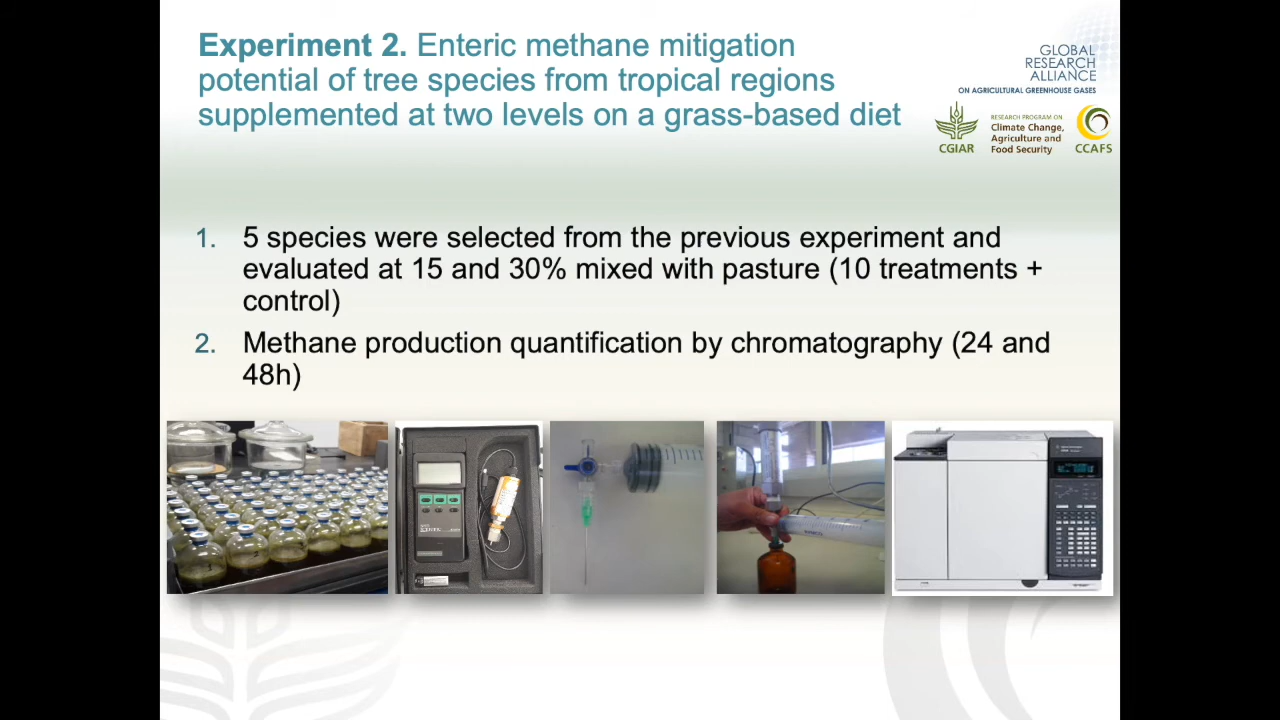 Experiment 2. Enteric methane mitigation
potential of tree species from tropical regions
supplemented at two levels on a grass-based diet
GLOBAL
RESEARCH
ALLIANCE
ON AGRICULTURAL GREENHOUSE GASES
CGIAR
RESEARCH PROGRAM ON
Climate Change,
Agriculture and
Food Security
CCAFS
1. 5 species were selected from the previous experiment and
evaluated at 15 and 30% mixed with pasture (10 treatments +
control)
2. Methane production quantification by chromatography (24 and
48h)